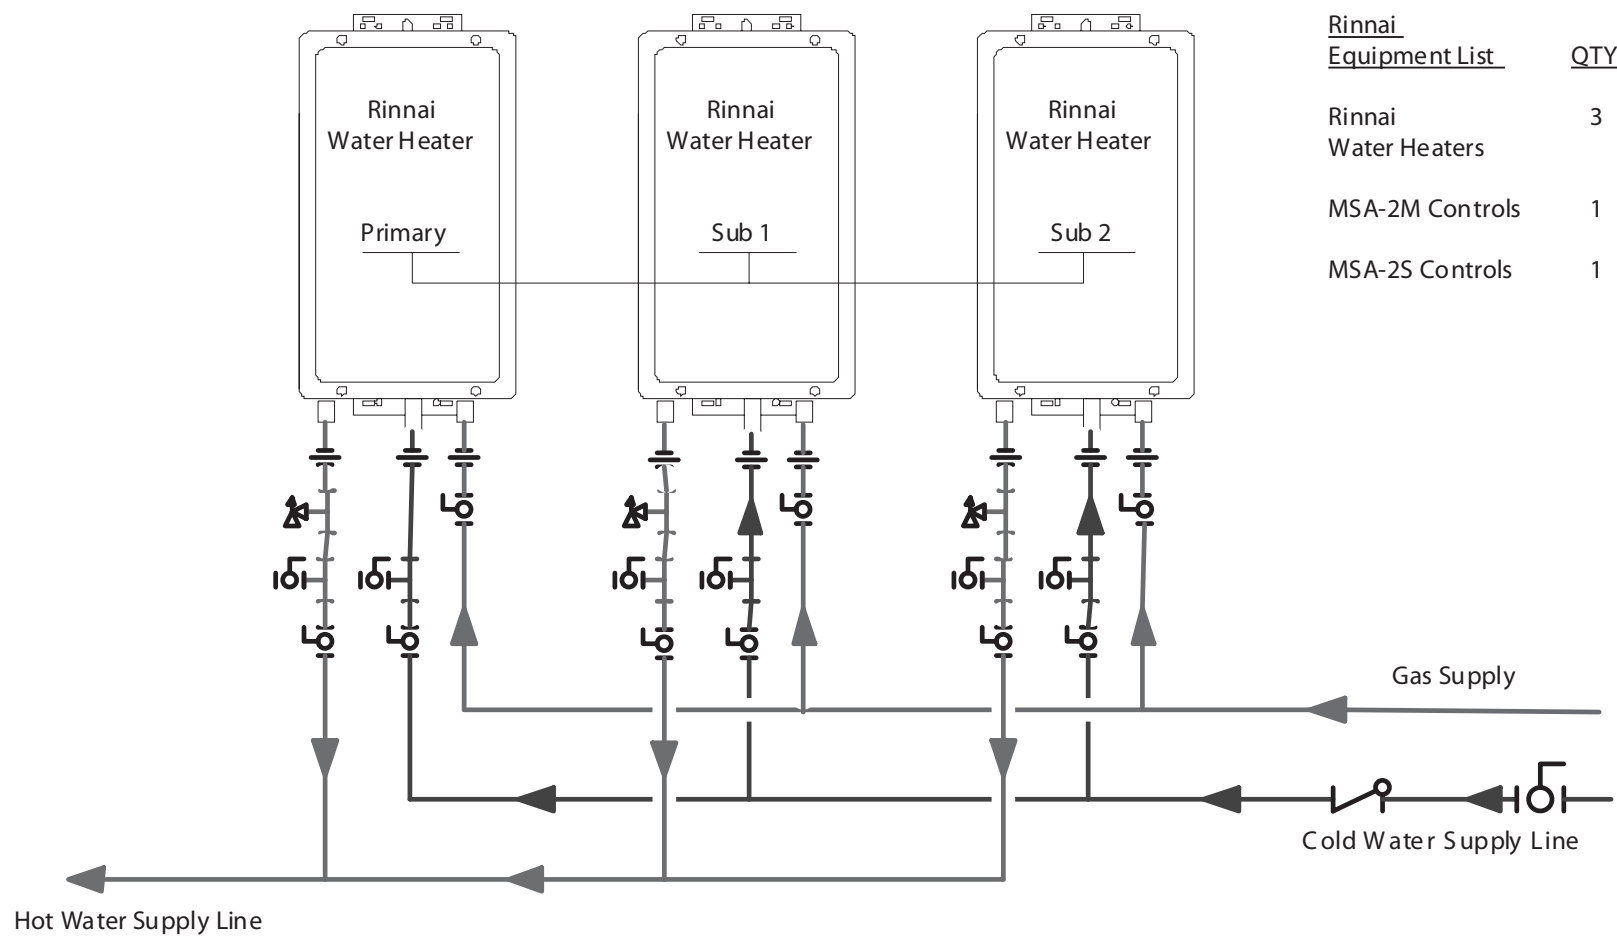 Rinnai
Water Heater
Primary
Rinnai
Water Heater
Sub 1
Rinnai
Water Heater
Sub 2
Rinnai
Equipment List QTY
Rinnai 3
Water Heaters
MSA-2M Controls 1
MSA-2S Controls 1
Gas Supply
Cold Water Supply Line
Hot Water Supply Line